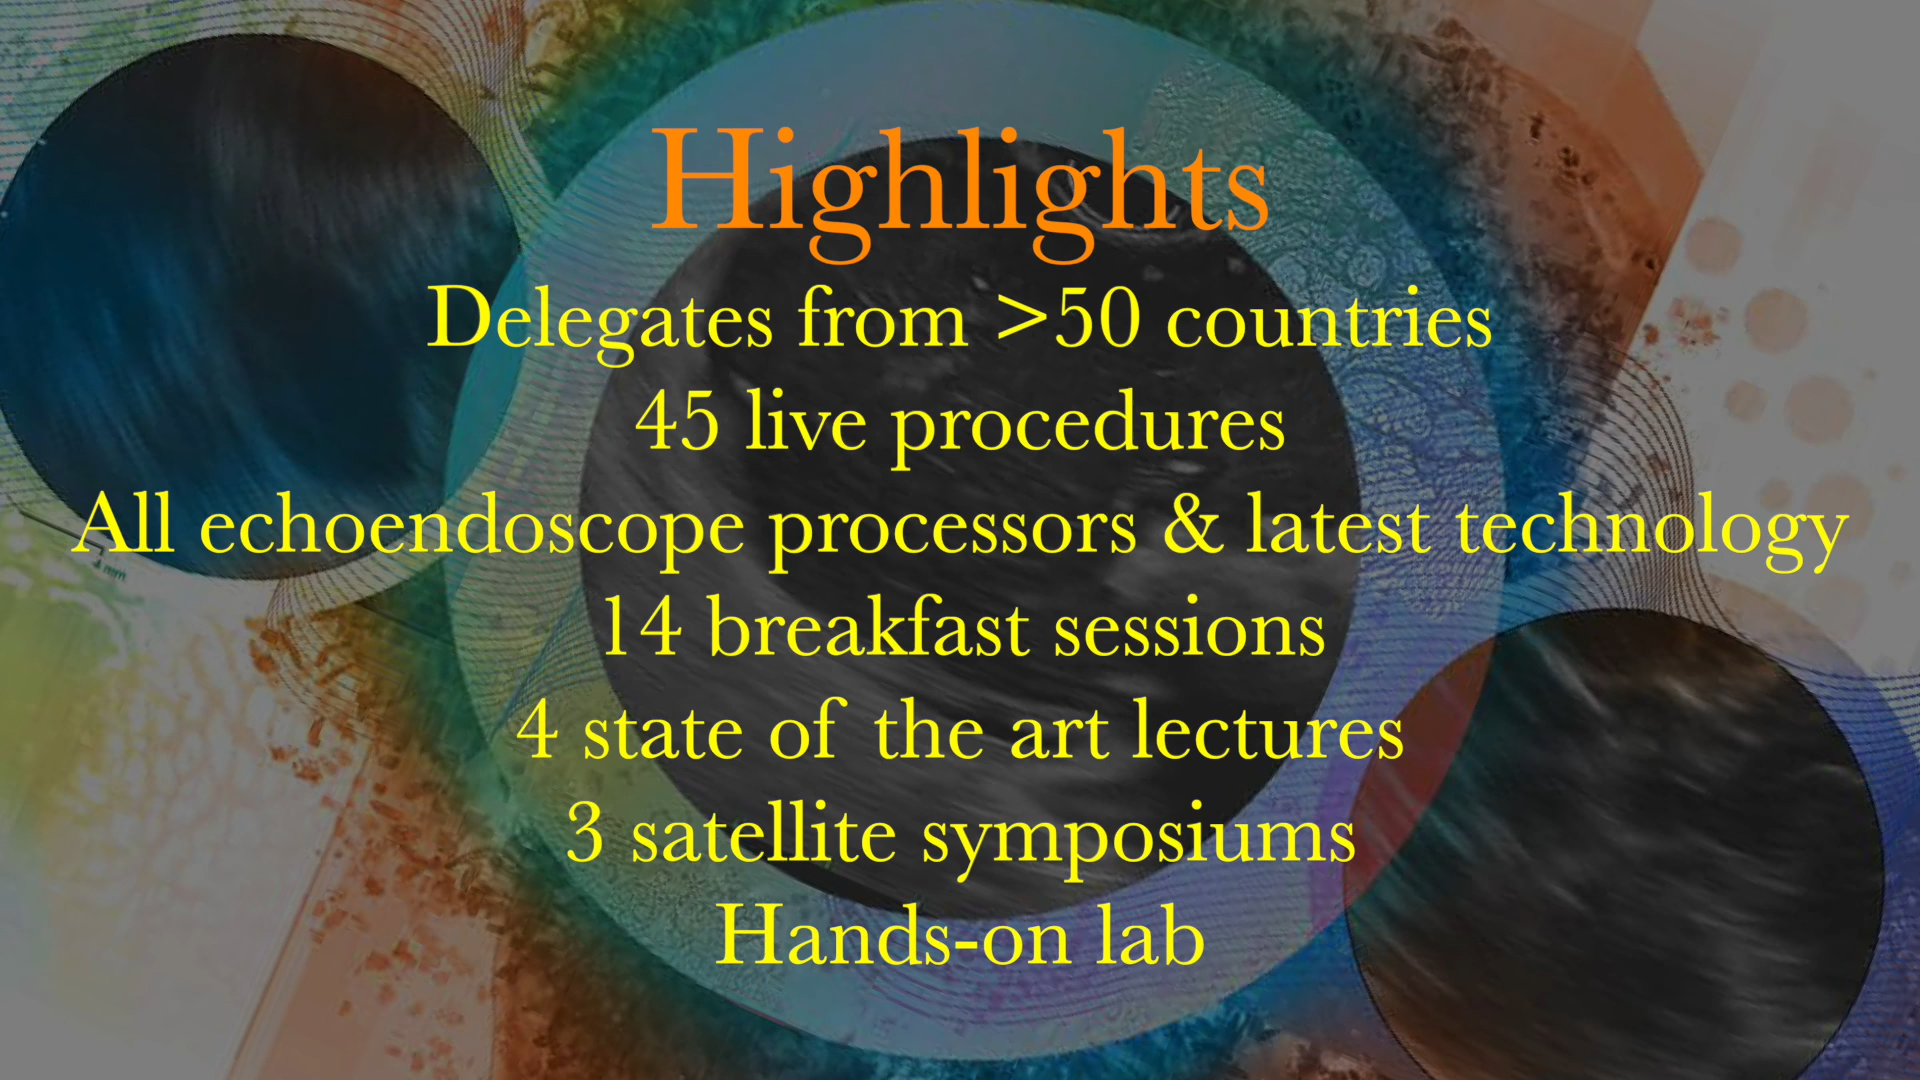 Highlights
Delegates from >50 countries
45 live procedures
All echoendoscope processors & latest technology
14 breakfast sessions
4 state of the art lectures
3 satellite symposiums
Hands-on lab